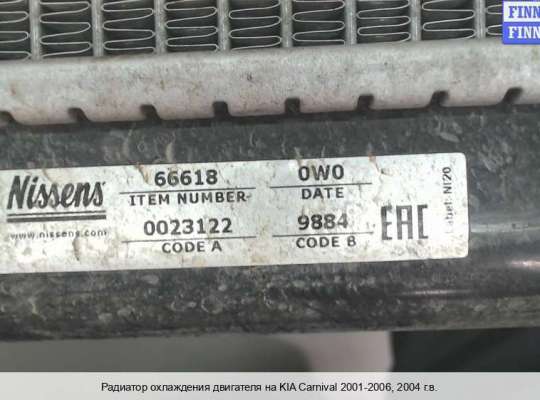 FINN
FINN
Nissens
www.nissens.com
66618
ITEM NUMBER
0023122
CODE A
0W0
DATE
9884
CODE B
EAC
Label: NI20
Радиатор охлаждения двигателя на KIA Carnival 2001-2006, 2004 г.в.